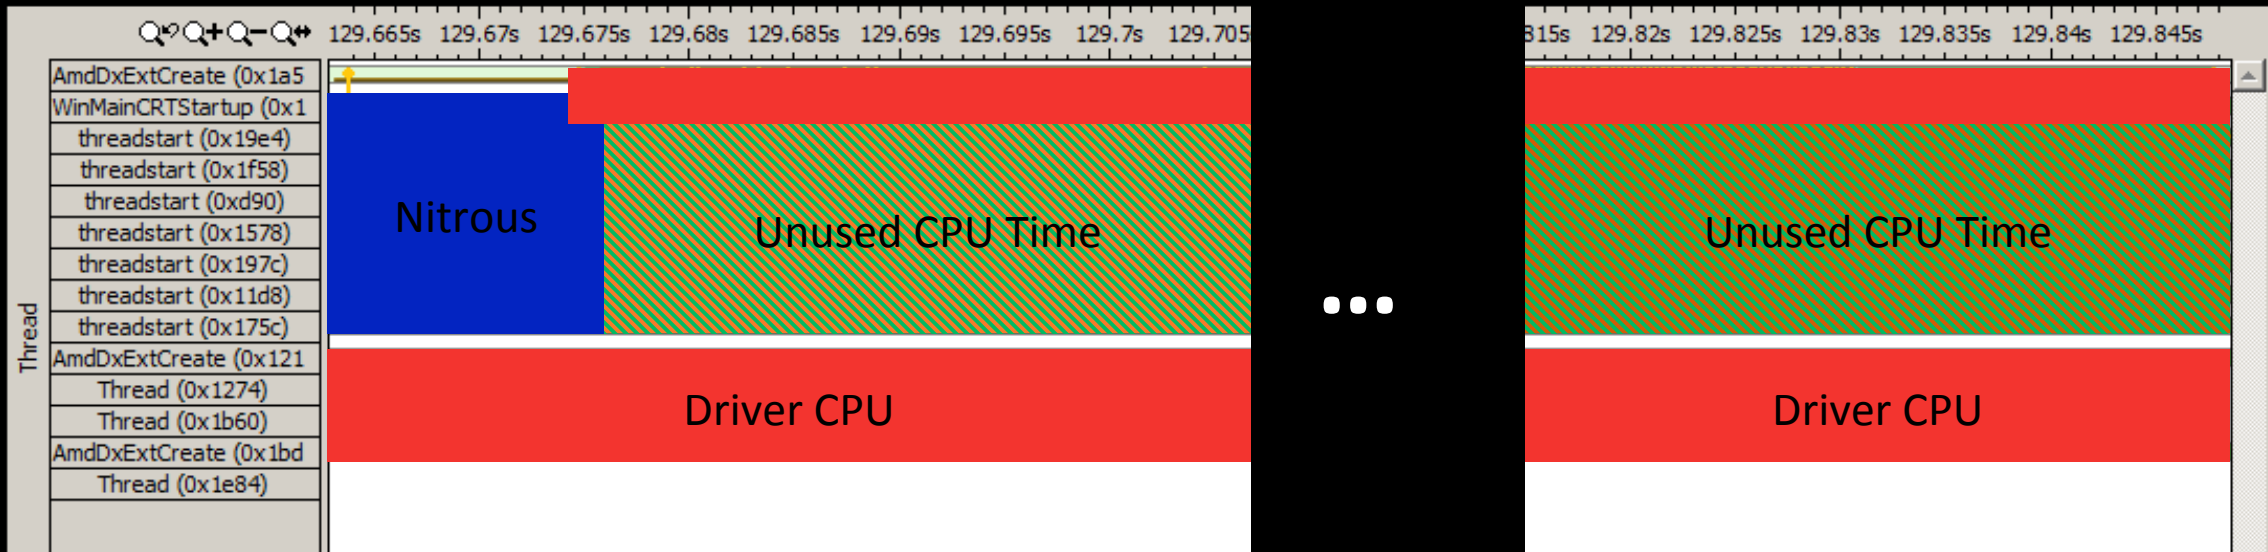 129.665s 129.67s 129.675s 129.68s 129.685s 129.69s 129.695s 129.7s 129.705 815s 129.82s 129.825s 129.83s 129.835s 129.84s 129.845s
Thread
AmdDxExtCreate (0x1a5
WinMainCRTStartup (0x1
threadstart (0x19e4)
threadstart (0x1f58)
threadstart (0xd90)
threadstart (0x1578)
threadstart (0x197c)
threadstart (0x11d8)
threadstart (0x175c)
AmdDxExtCreate (0x121
Thread (0x1274)
Thread (0x1b60)
AmdDxExtCreate (0x1bd
Thread (0x1e84)
Nitrous
Unused CPU Time
...
Unused CPU Time
Driver CPU
Driver CPU